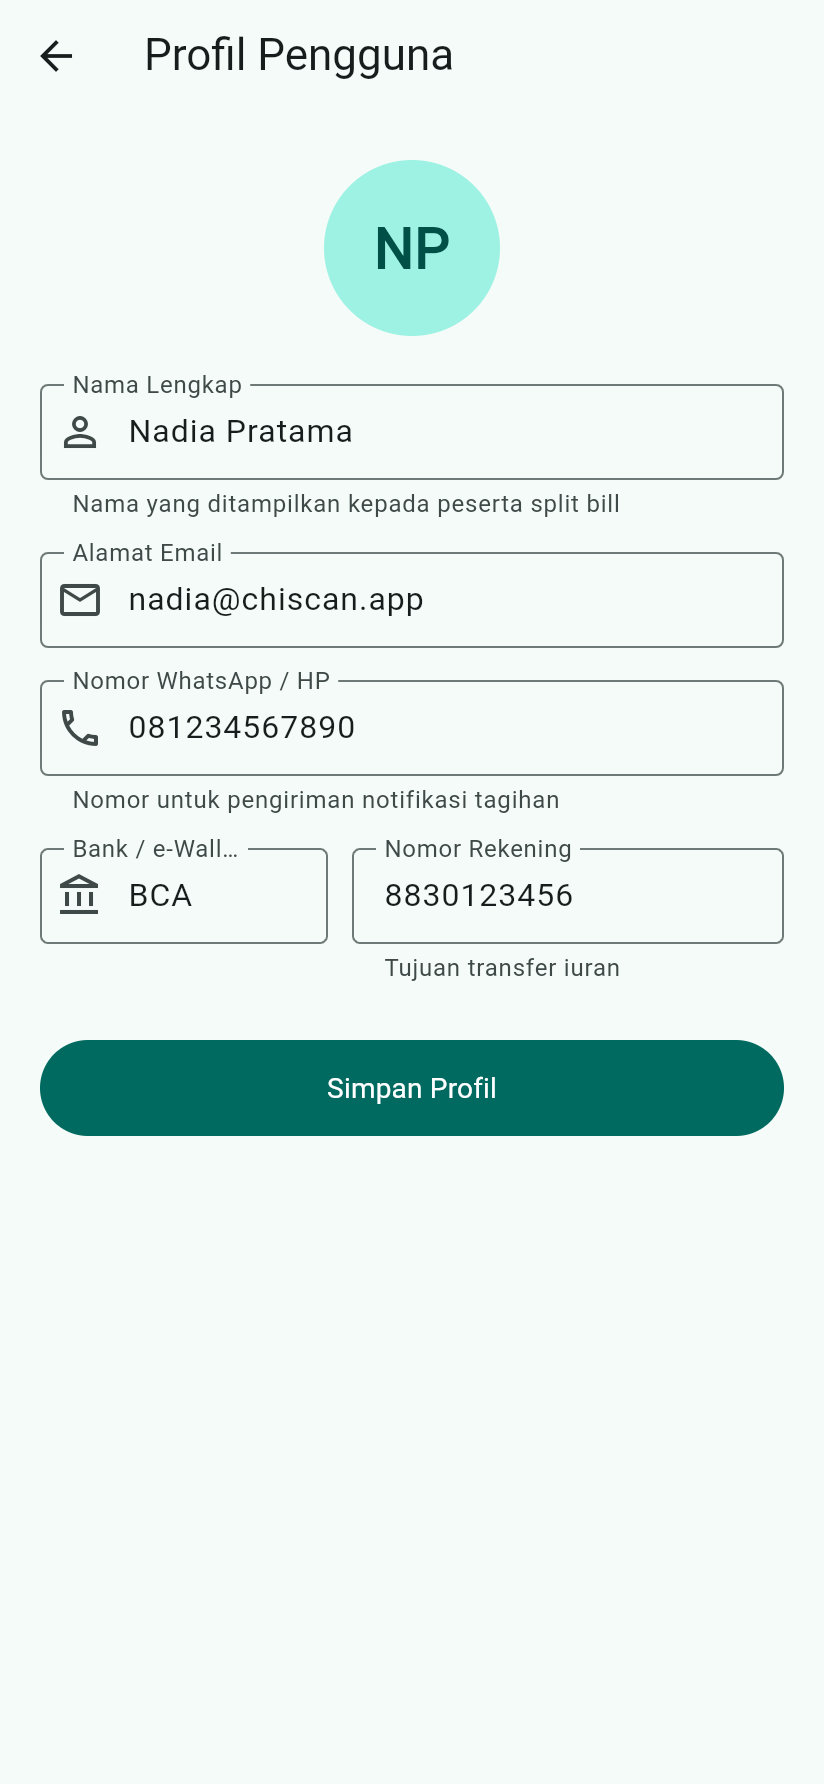 Profil Pengguna
NP
Nama Lengkap
Nadia Pratama
Nama yang ditampilkan kepada peserta split bill
Alamat Email
nadia@chiscan.app
Nomor WhatsApp / HP
081234567890
Nomor untuk pengiriman notifikasi tagihan
Bank / e-Wall...
BCA
Nomor Rekening
8830123456
Tujuan transfer iuran
Simpan Profil